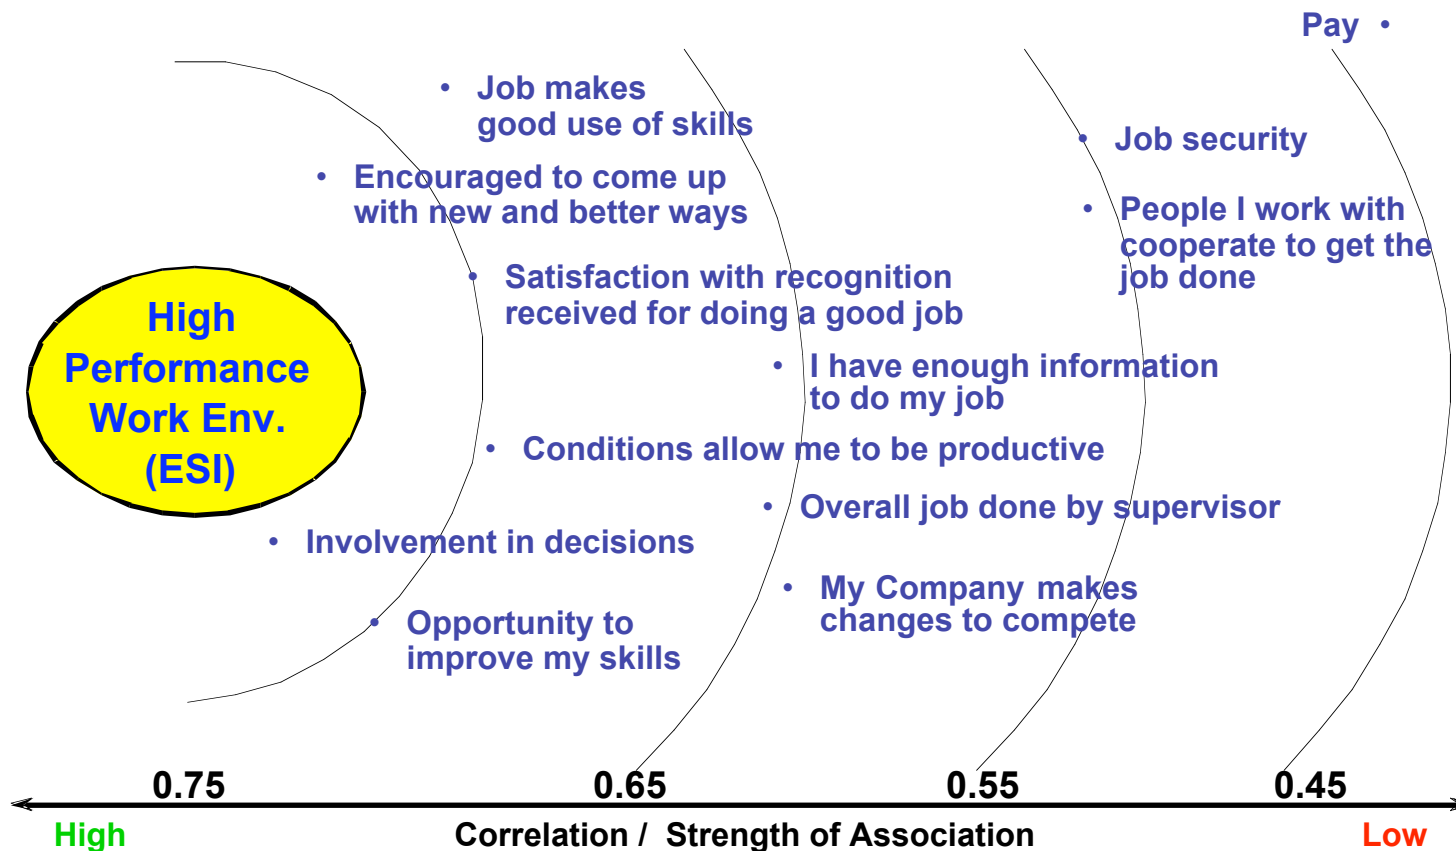 Pay •
• Job makes
good use of skills
• Job security
• Encouraged to come up
with new and better ways
• People I work with
cooperate to get the
job done
• Satisfaction with recognition
received for doing a good job
High
Performance
Work Env.
(ESI)
• I have enough information
to do my job
• Conditions allow me to be productive
• Overall job done by supervisor
• Involvement in decisions
• My Company makes
changes to compete
• Opportunity to
improve my skills
0.75 0.65 0.55 0.45
High Correlation / Strength of Association Low